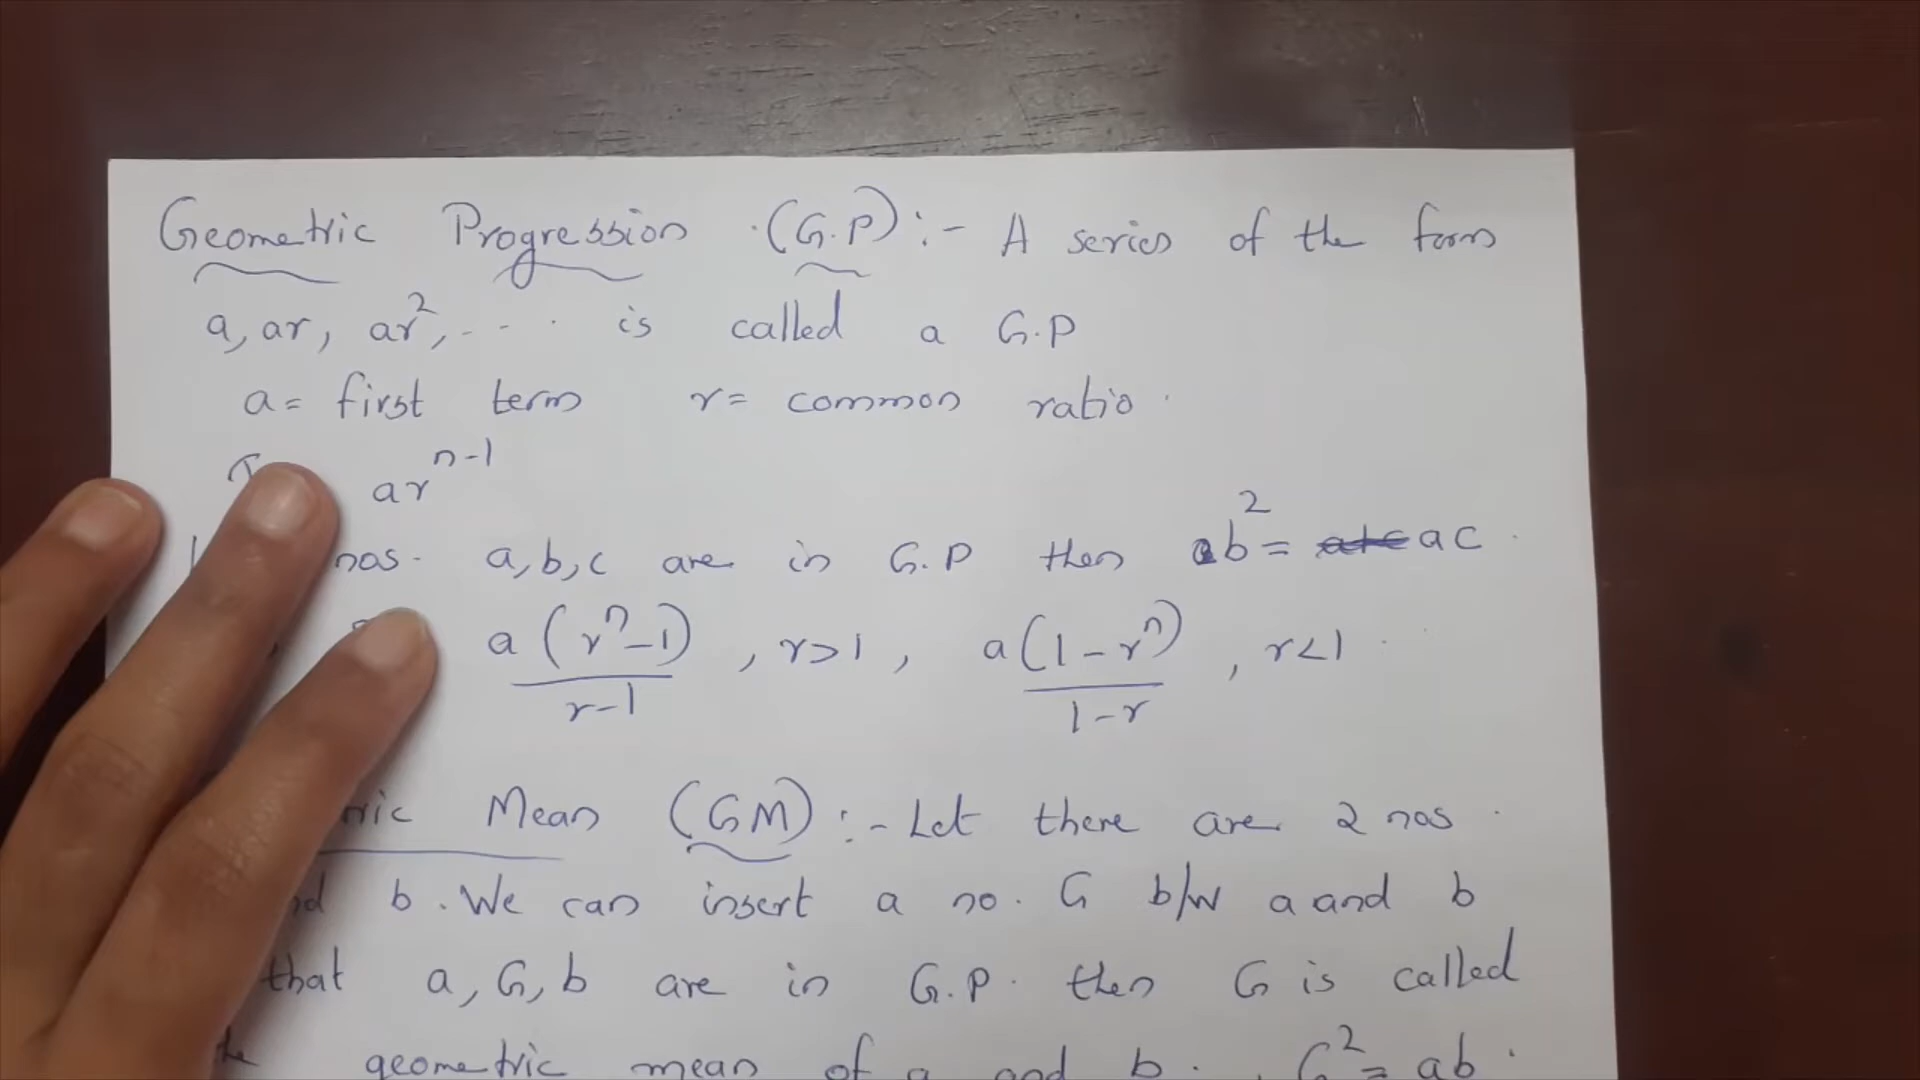 Geometric Progression (G.P) :- A series of the form
a, ar, ar², - - . is called a G.P
a = first term r = common ratio.
ar^(n-1)
nos. a, b, c are in G.P then b² = ac
a(r^n - 1)/(r-1) , r>1 , a(1-r^n)/(1-r) , r<1
Mean (GM) :- Let there are 2 nos.
b. We can insert a no. G b/w a and b
that a, G, b are in G.P. then G is called
the geometric mean of a and b. G² = ab.